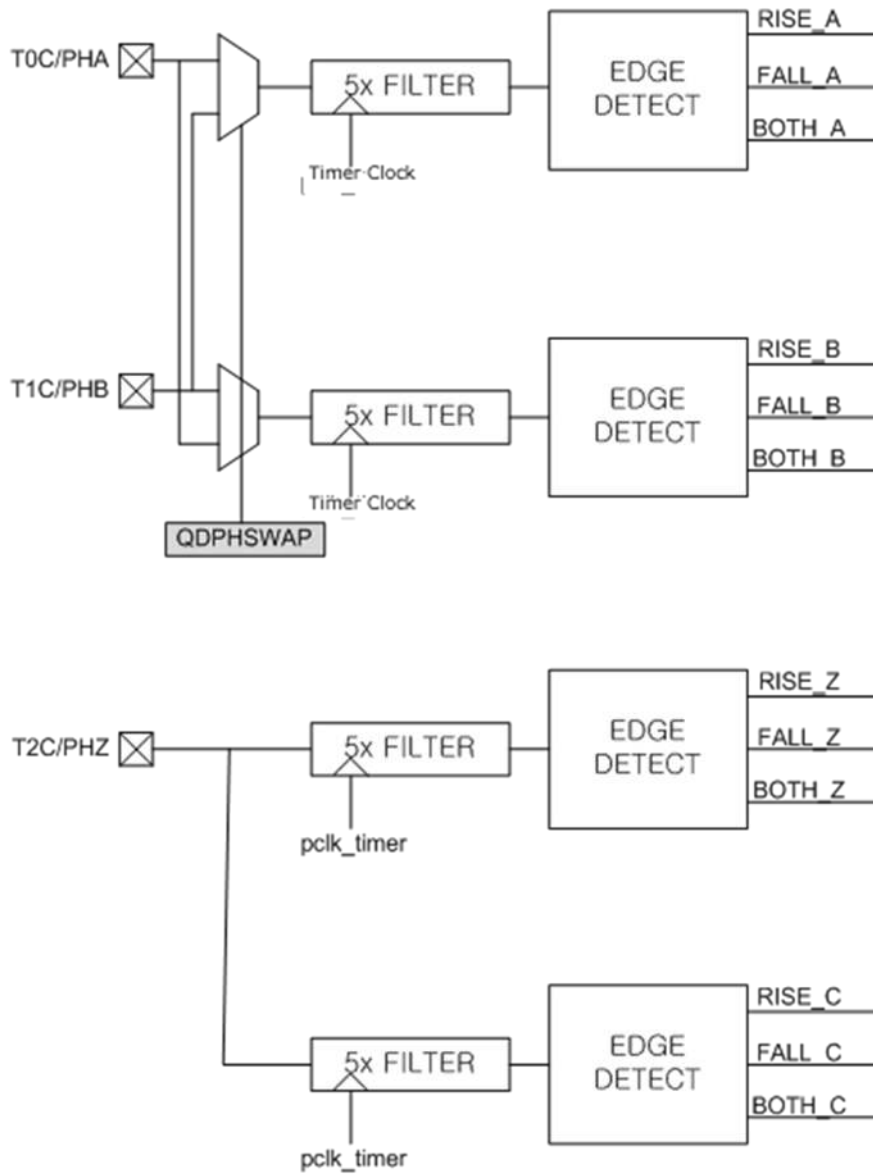 RISE_A
T0C/PHA
5x FILTER
EDGE
DETECT
FALL_A
BOTH_A
Timer Clock
RISE_B
T1C/PHB
5x FILTER
EDGE
DETECT
FALL_B
BOTH_B
Timer Clock
QDPHSWAP
RISE_Z
T2C/PHZ
5x FILTER
EDGE
DETECT
FALL_Z
BOTH_Z
pclk_timer
RISE_C
5x FILTER
EDGE
DETECT
FALL_C
BOTH_C
pclk_timer